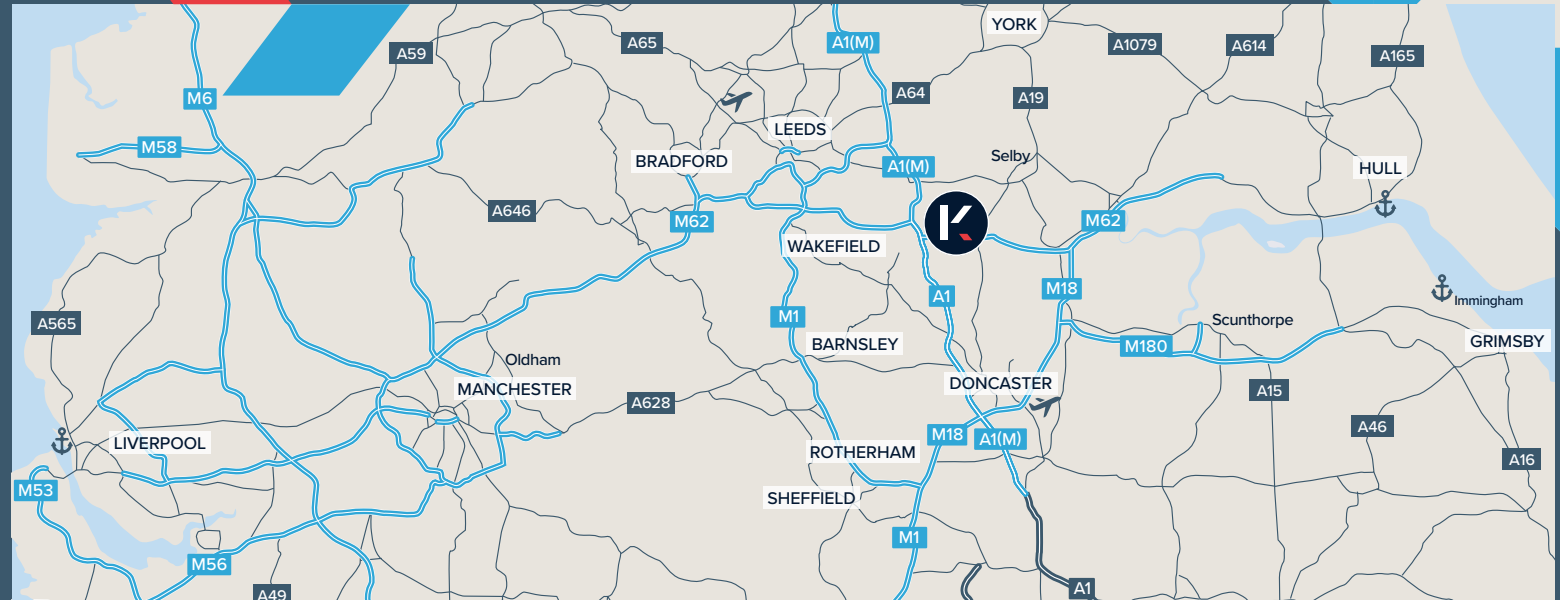 YORK
A59
A65
A1(M)
A1079
A614
A165
M6
A64
A19
LEEDS
M58
BRADFORD
A1(M)
Selby
HULL
A646
M62
K
M62
WAKEFIELD
A1
M18
Immingham
A565
M1
Scunthorpe
BARNSLEY
M180
GRIMSBY
Oldham
MANCHESTER
DONCASTER
A15
A628
A46
LIVERPOOL
M18
A1(M)
ROTHERHAM
A16
M53
SHEFFIELD
M1
M56
A49
A1